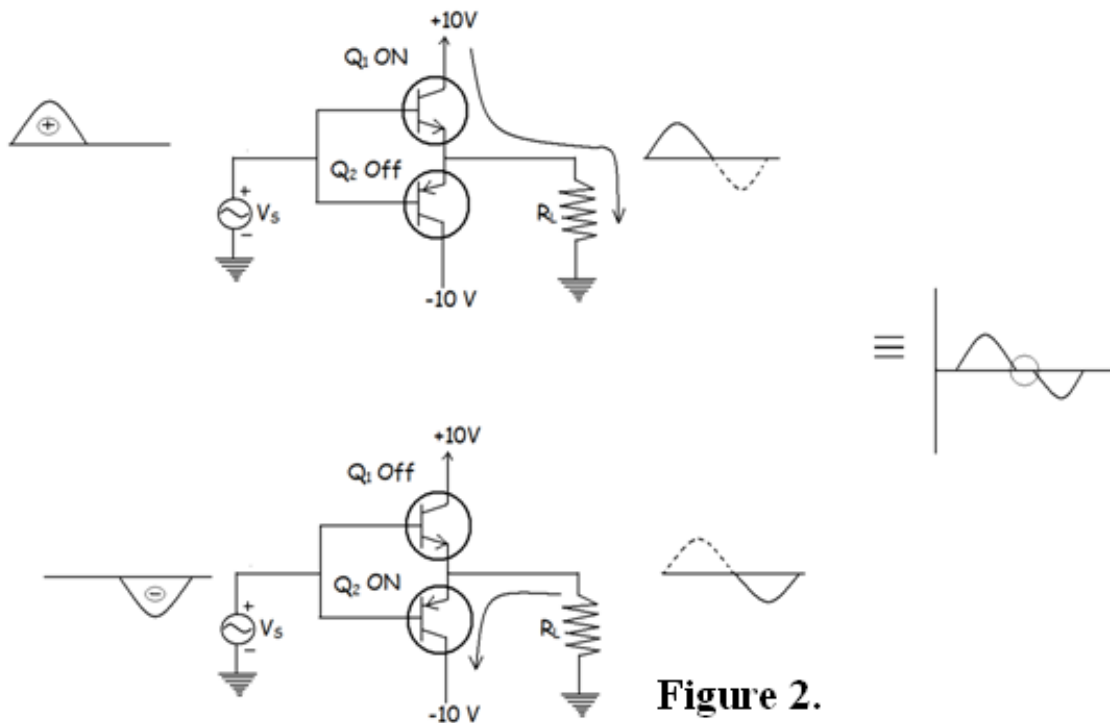 +10V
Q₁ ON
+
Q₂ Off
+
Vs
−
RL
-10 V
≡
+10V
Q₁ Off
−
Q₂ ON
+
Vs
−
RL
-10 V
Figure 2.